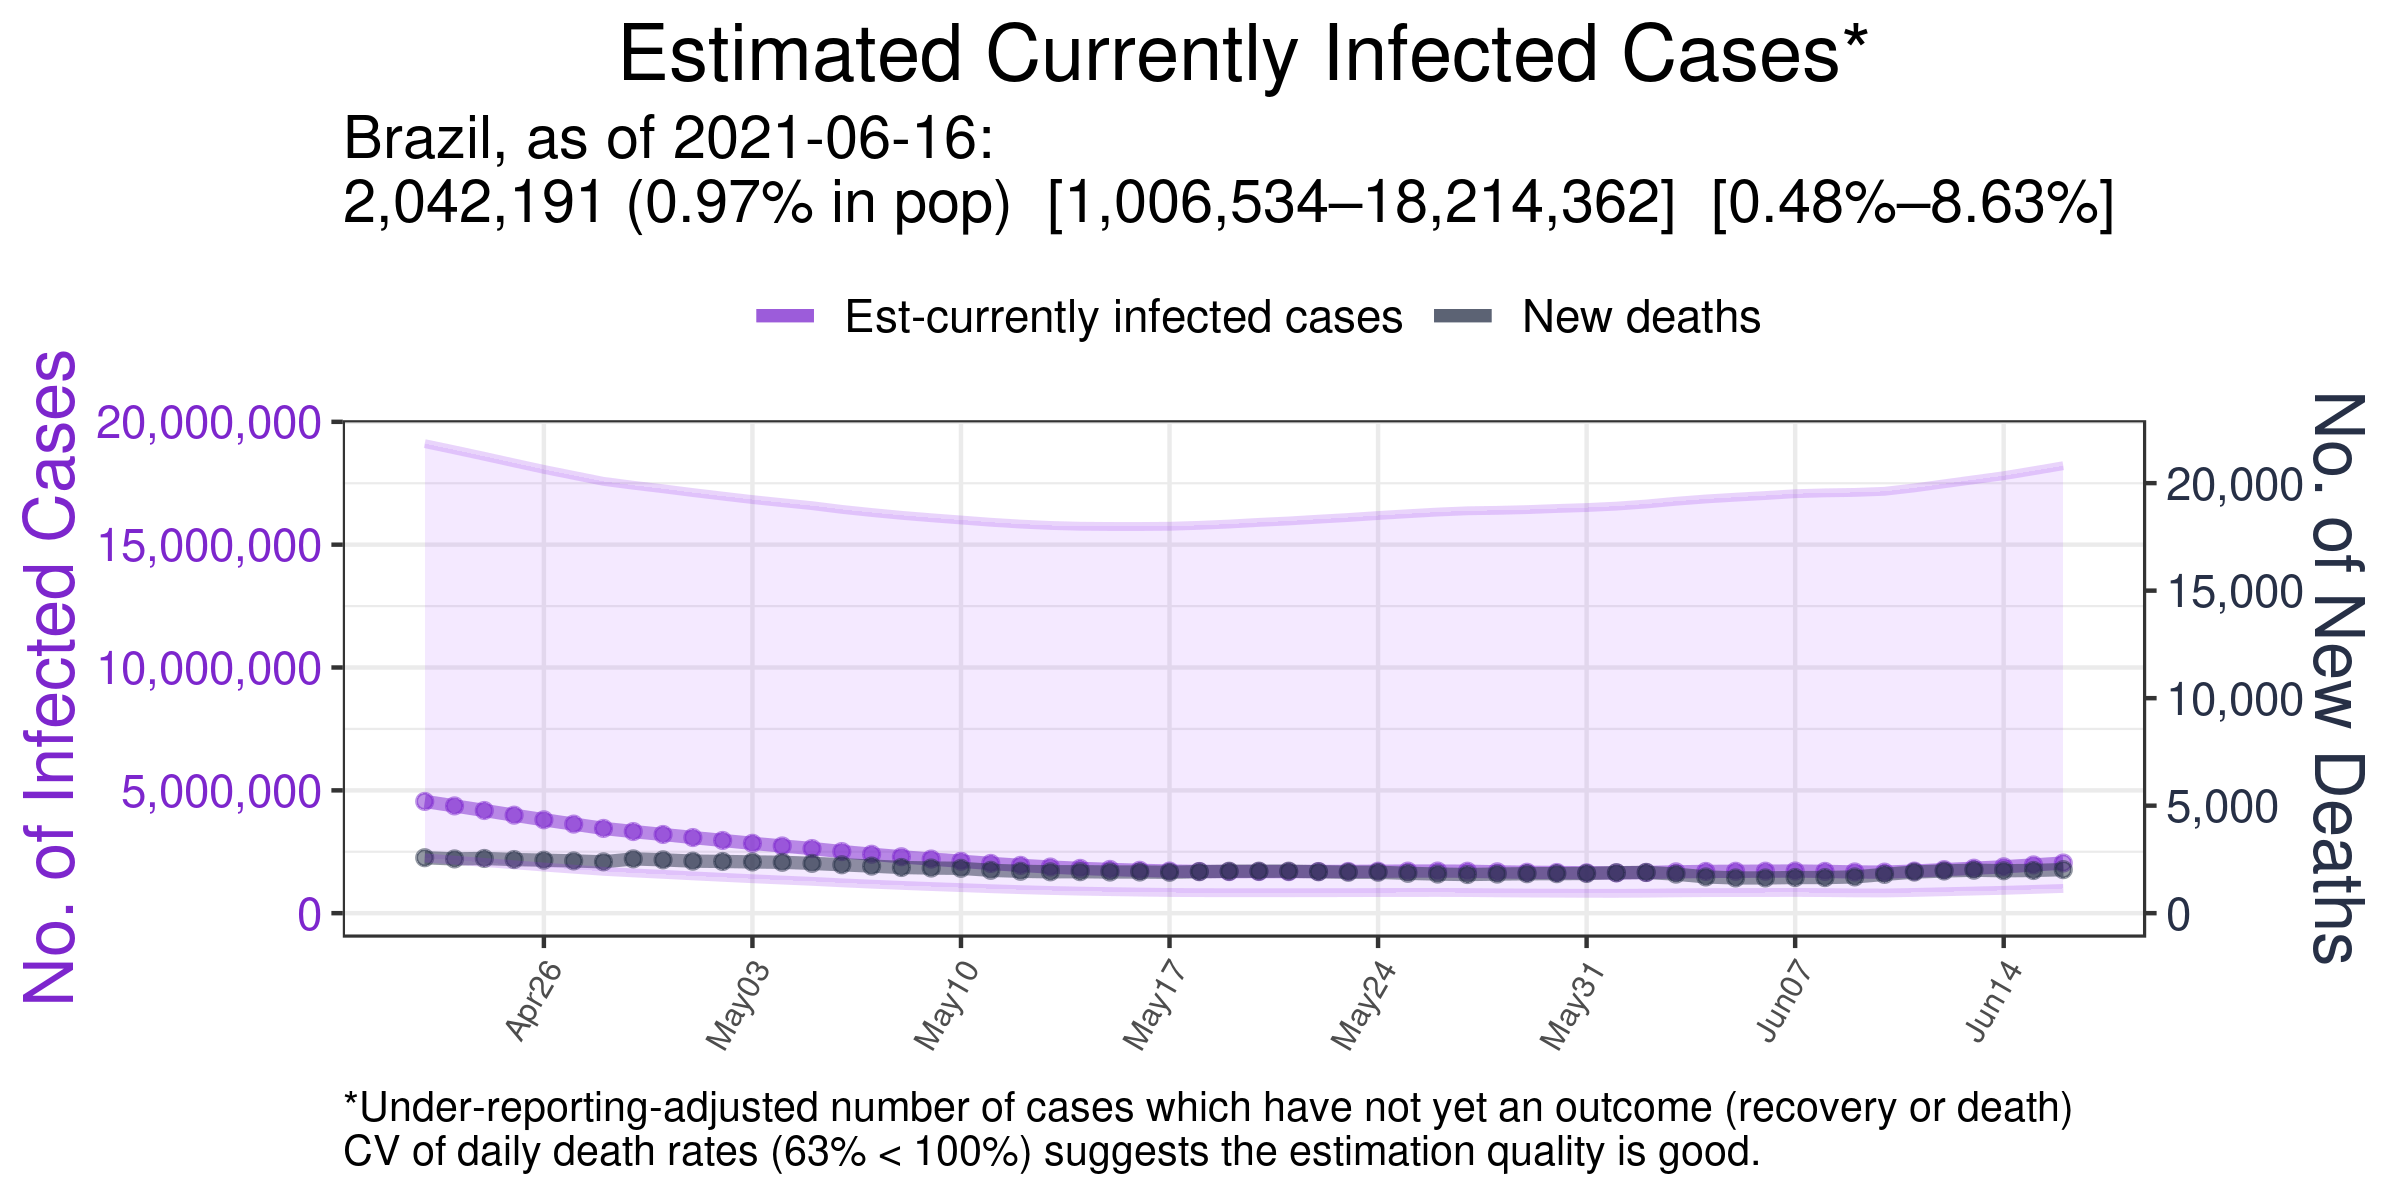 Estimated Currently Infected Cases*
Brazil, as of 2021-06-16:
2,042,191 (0.97% in pop)  [1,006,534–18,214,362]  [0.48%–8.63%]
Est-currently infected cases
New deaths
No. of Infected Cases
20,000,000
15,000,000
10,000,000
5,000,000
0
20,000
15,000
10,000
5,000
0
No. of New Deaths
Apr26
May03
May10
May17
May24
May31
Jun07
Jun14
*Under-reporting-adjusted number of cases which have not yet an outcome (recovery or death)
CV of daily death rates (63% < 100%) suggests the estimation quality is good.